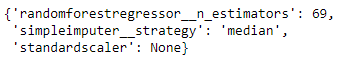 {'randomforestregressor__n_estimators': 69,
'simpleimputer__strategy': 'median',
'standardscaler': None}